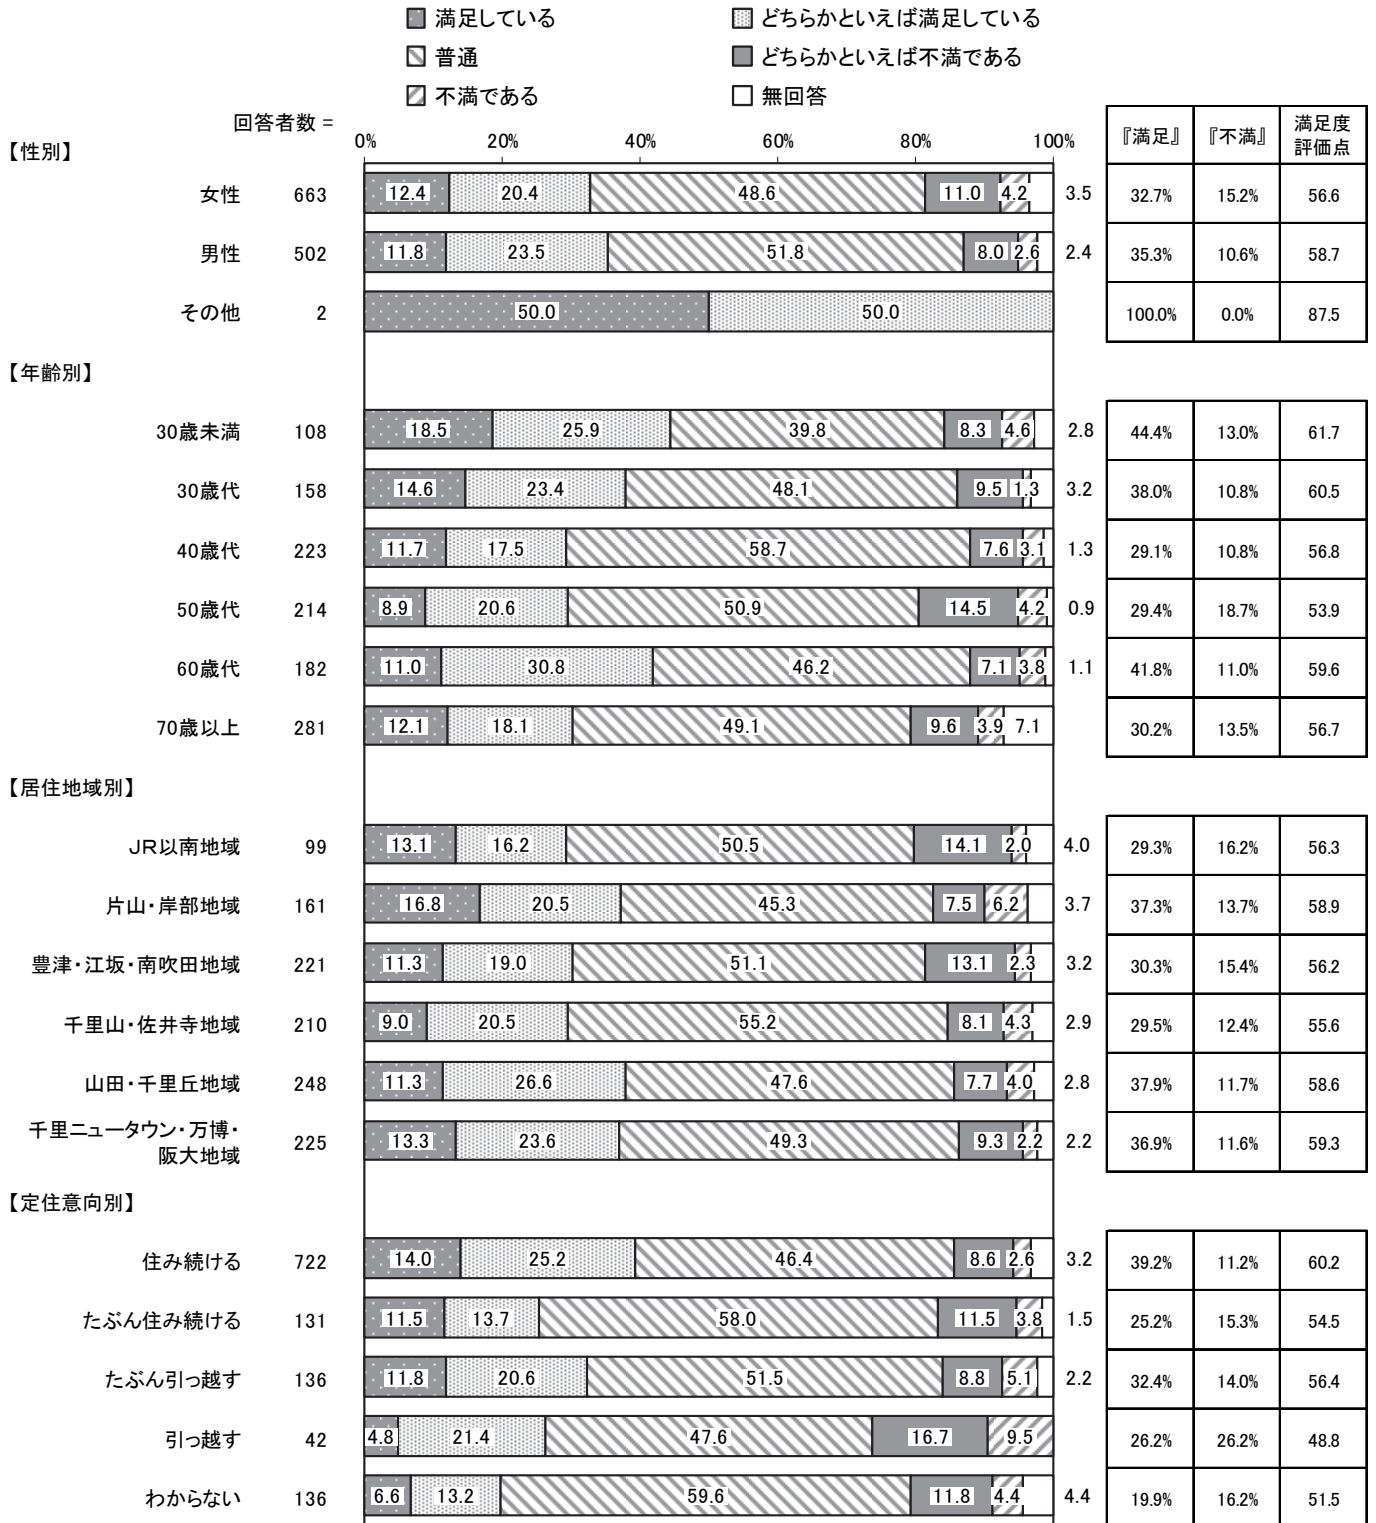 満足している どちらかといえば満足している
普通 どちらかといえば不満である
不満である 無回答
回答者数 =
0% 20% 40% 60% 80% 100%
『満足』 『不満』 満足度評価点
【性別】
女性 663 12.4 20.4 48.6 11.0 4.2 3.5 32.7% 15.2% 56.6
男性 502 11.8 23.5 51.8 8.0 2.6 2.4 35.3% 10.6% 58.7
その他 2 50.0 50.0 100.0% 0.0% 87.5
【年齢別】
30歳未満 108 18.5 25.9 39.8 8.3 4.6 2.8 44.4% 13.0% 61.7
30歳代 158 14.6 23.4 48.1 9.5 1.3 3.2 38.0% 10.8% 60.5
40歳代 223 11.7 17.5 58.7 7.6 3.1 1.3 29.1% 10.8% 56.8
50歳代 214 8.9 20.6 50.9 14.5 4.2 0.9 29.4% 18.7% 53.9
60歳代 182 11.0 30.8 46.2 7.1 3.8 1.1 41.8% 11.0% 59.6
70歳以上 281 12.1 18.1 49.1 9.6 3.9 7.1 30.2% 13.5% 56.7
【居住地域別】
JR以南地域 99 13.1 16.2 50.5 14.1 2.0 4.0 29.3% 16.2% 56.3
片山・岸部地域 161 16.8 20.5 45.3 7.5 6.2 3.7 37.3% 13.7% 58.9
豊津・江坂・南吹田地域 221 11.3 19.0 51.1 13.1 2.3 3.2 30.3% 15.4% 56.2
千里山・佐井寺地域 210 9.0 20.5 55.2 8.1 4.3 2.9 29.5% 12.4% 55.6
山田・千里丘地域 248 11.3 26.6 47.6 7.7 4.0 2.8 37.9% 11.7% 58.6
千里ニュータウン・万博・
阪大地域 225 13.3 23.6 49.3 9.3 2.2 2.2 36.9% 11.6% 59.3
【定住意向別】
住み続ける 722 14.0 25.2 46.4 8.6 2.6 3.2 39.2% 11.2% 60.2
たぶん住み続ける 131 11.5 13.7 58.0 11.5 3.8 1.5 25.2% 15.3% 54.5
たぶん引っ越す 136 11.8 20.6 51.5 8.8 5.1 2.2 32.4% 14.0% 56.4
引っ越す 42 4.8 21.4 47.6 16.7 9.5 26.2% 26.2% 48.8
わからない 136 6.6 13.2 59.6 11.8 4.4 4.4 19.9% 16.2% 51.5